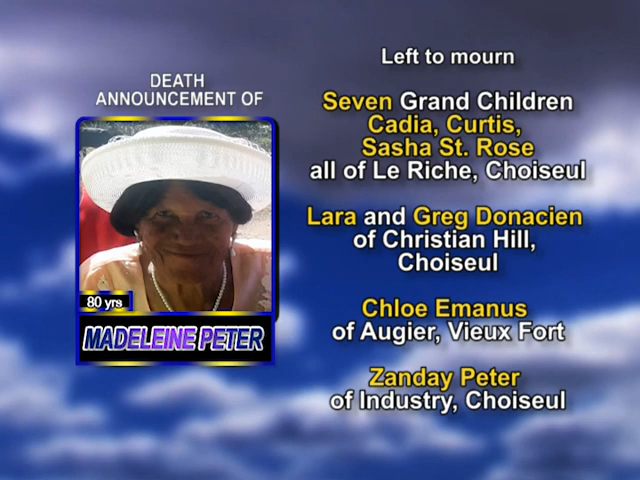 DEATH
ANNOUNCEMENT OF
80 yrs
MADELEINE PETER
Left to mourn
Seven Grand Children
Cadia, Curtis,
Sasha St. Rose
all of Le Riche, Choiseul
Lara and Greg Donacien
of Christian Hill,
Choiseul
Chloe Emanus
of Augier, Vieux Fort
Zanday Peter
of Industry, Choiseul